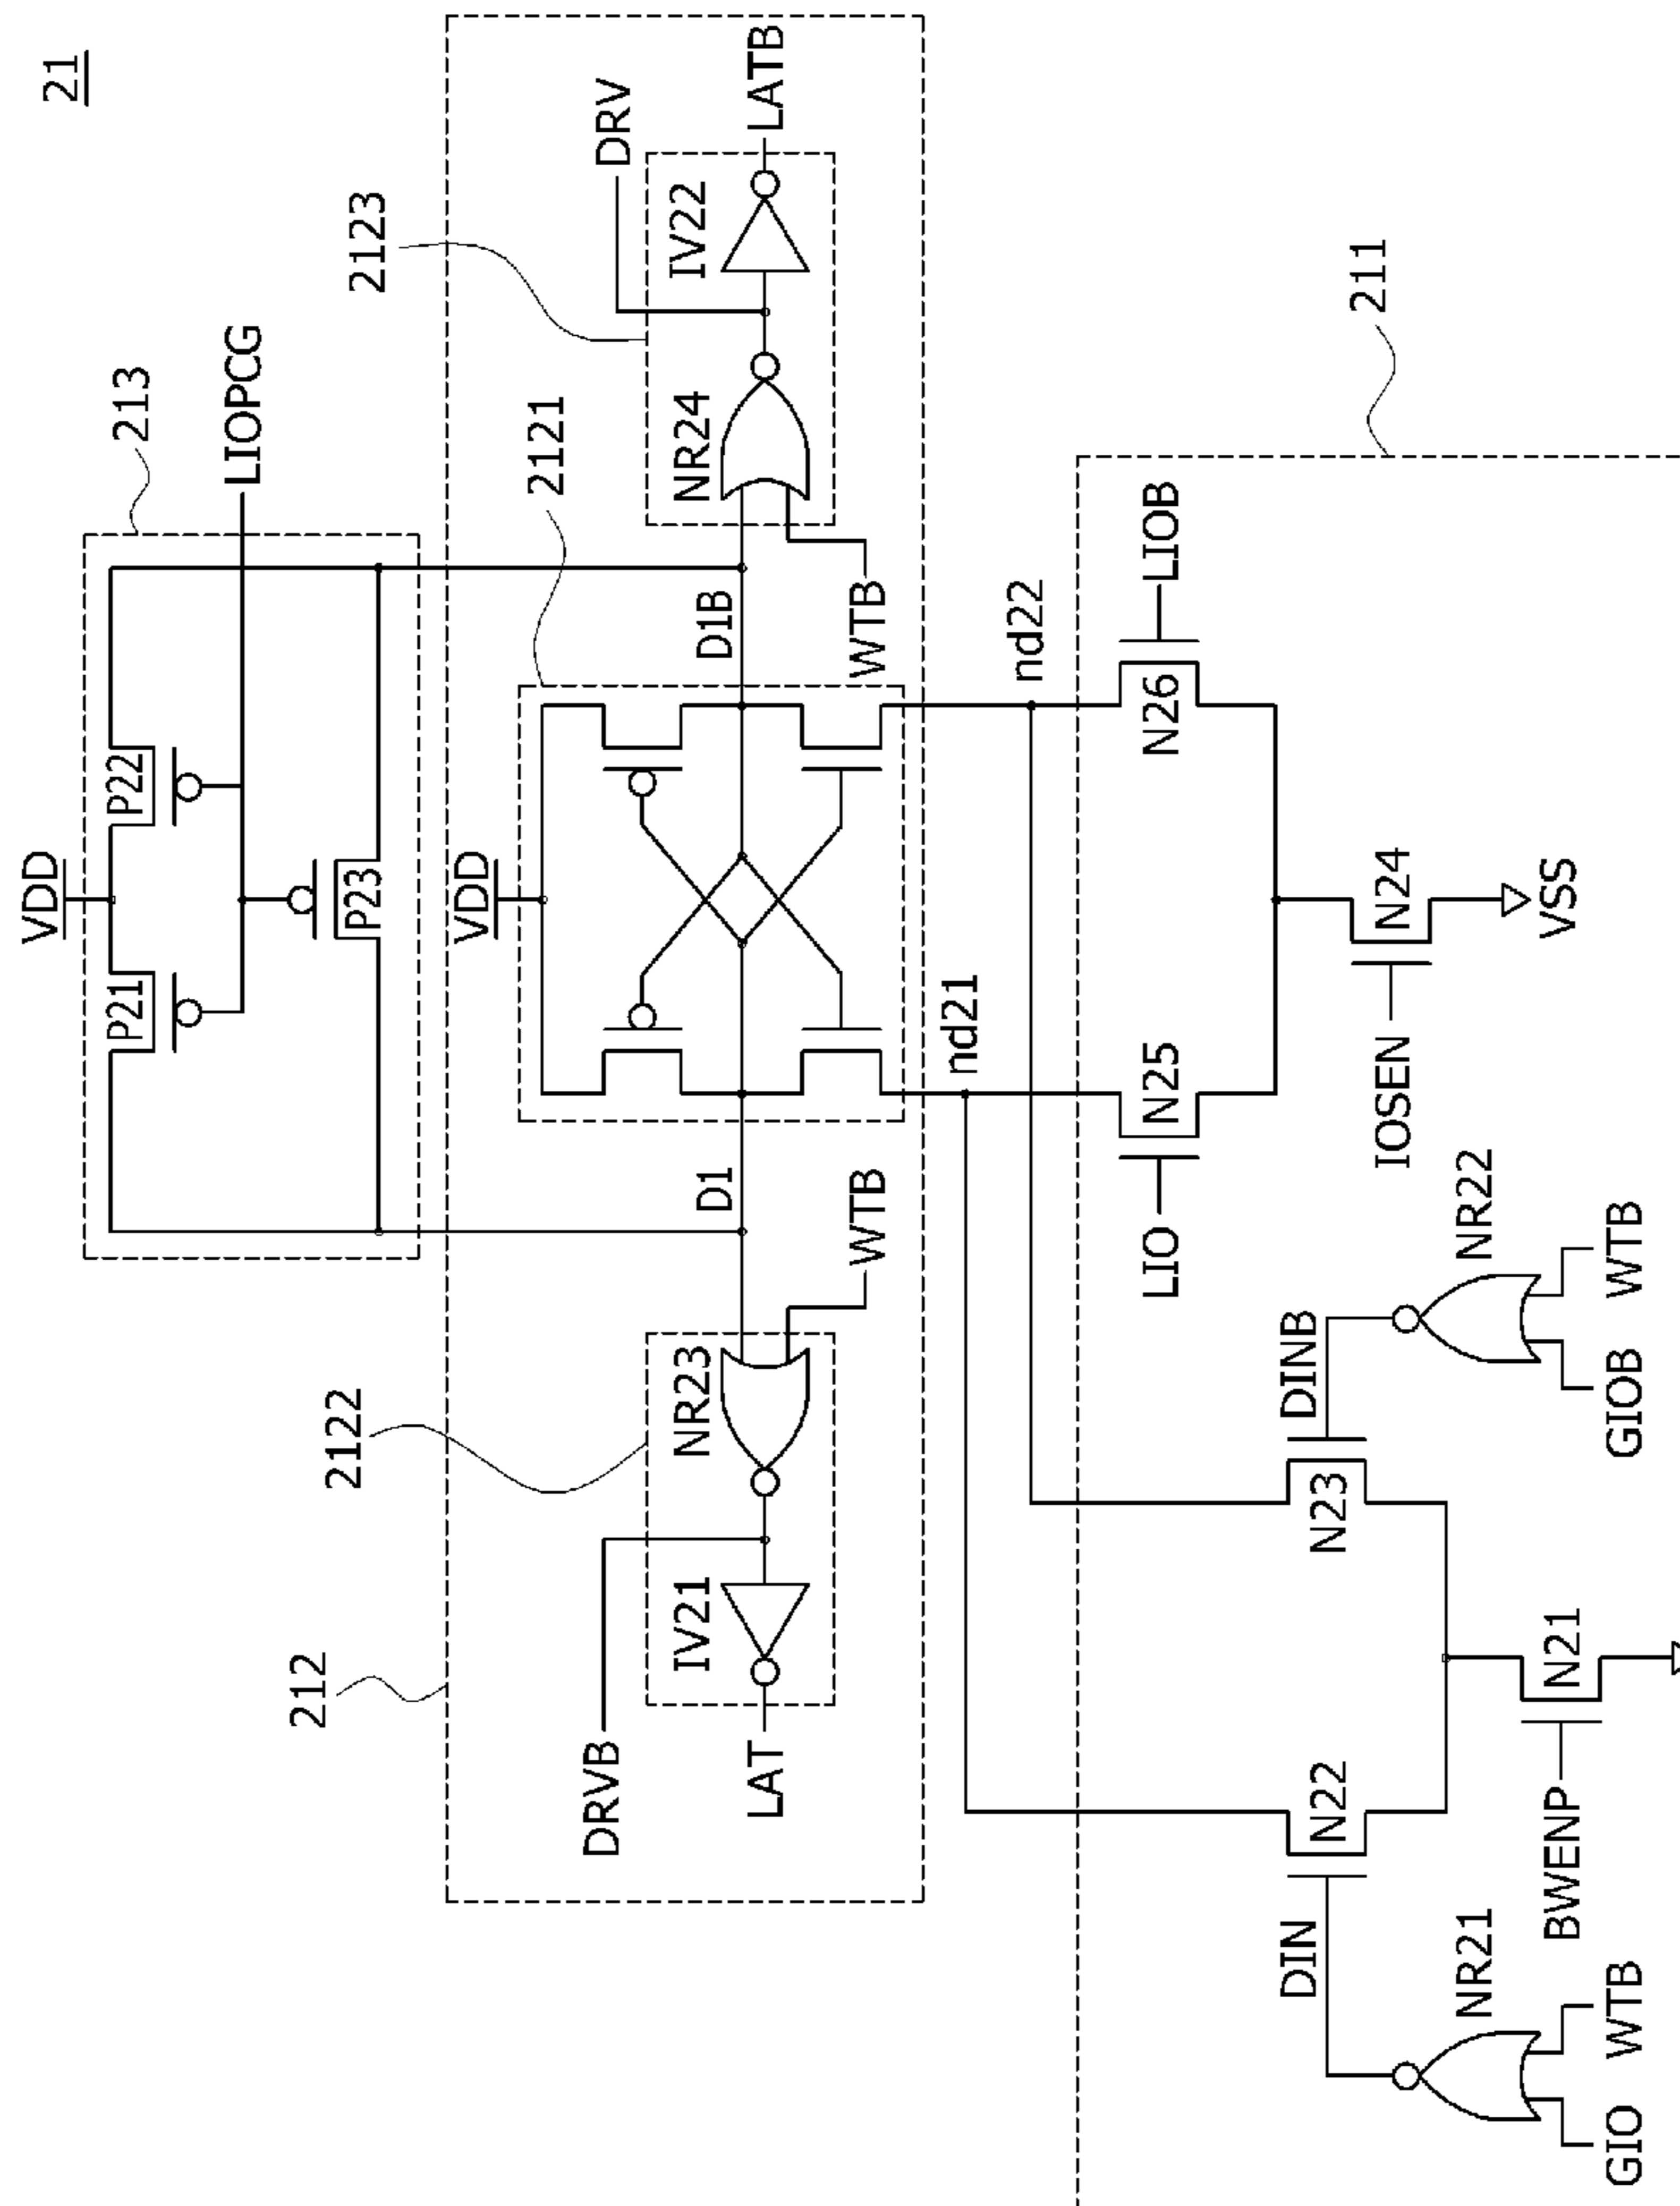 21
VDD
P21
P22
P23
213
LIOPCG
212
2122
DRVB
LAT
IV21
NR23
WTB
D1
VDD
2121
D1B
WTB
NR24
2123
IV22
DRV
LATB
nd21
nd22
211
LIO
N25
N26
LIOB
IOSEN
N24
VSS
DIN
N22
N23
DINB
NR21
GIO
WTB
BWENP
N21
NR22
GIOB
WTB